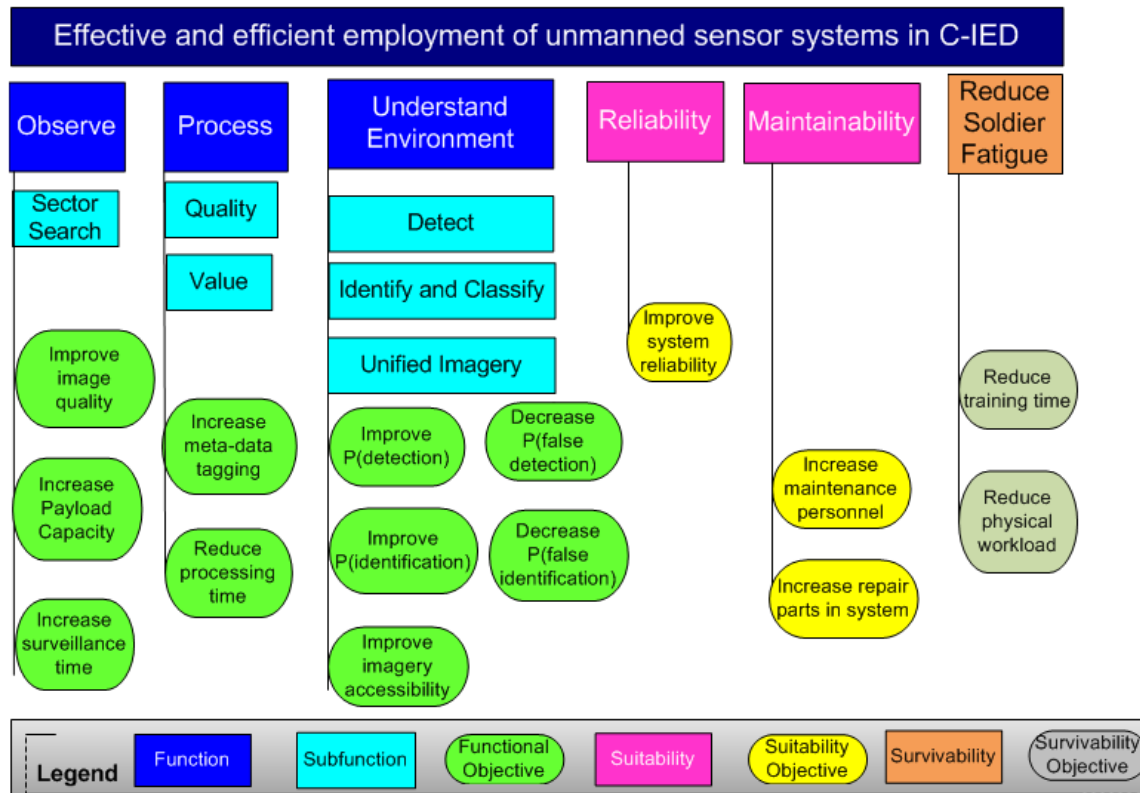 Effective and efficient employment of unmanned sensor systems in C-IED
Observe
Process
Understand
Environment
Reliability
Maintainability
Reduce
Soldier
Fatigue
Sector
Search
Quality
Value
Detect
Identify and Classify
Unified Imagery
Improve
image
quality
Increase
Payload
Capacity
Increase
surveillance
time
Increase
meta-data
tagging
Reduce
processing
time
Improve
P(detection)
Decrease
P(false
detection)
Improve
P(identification)
Decrease
P(false
identification)
Improve
imagery
accessibility
Improve
system
reliability
Increase
maintenance
personnel
Increase repair
parts in system
Reduce
training time
Reduce
physical
workload
Legend
Function
Subfunction
Functional
Objective
Suitability
Suitability
Objective
Survivability
Survivability
Objective